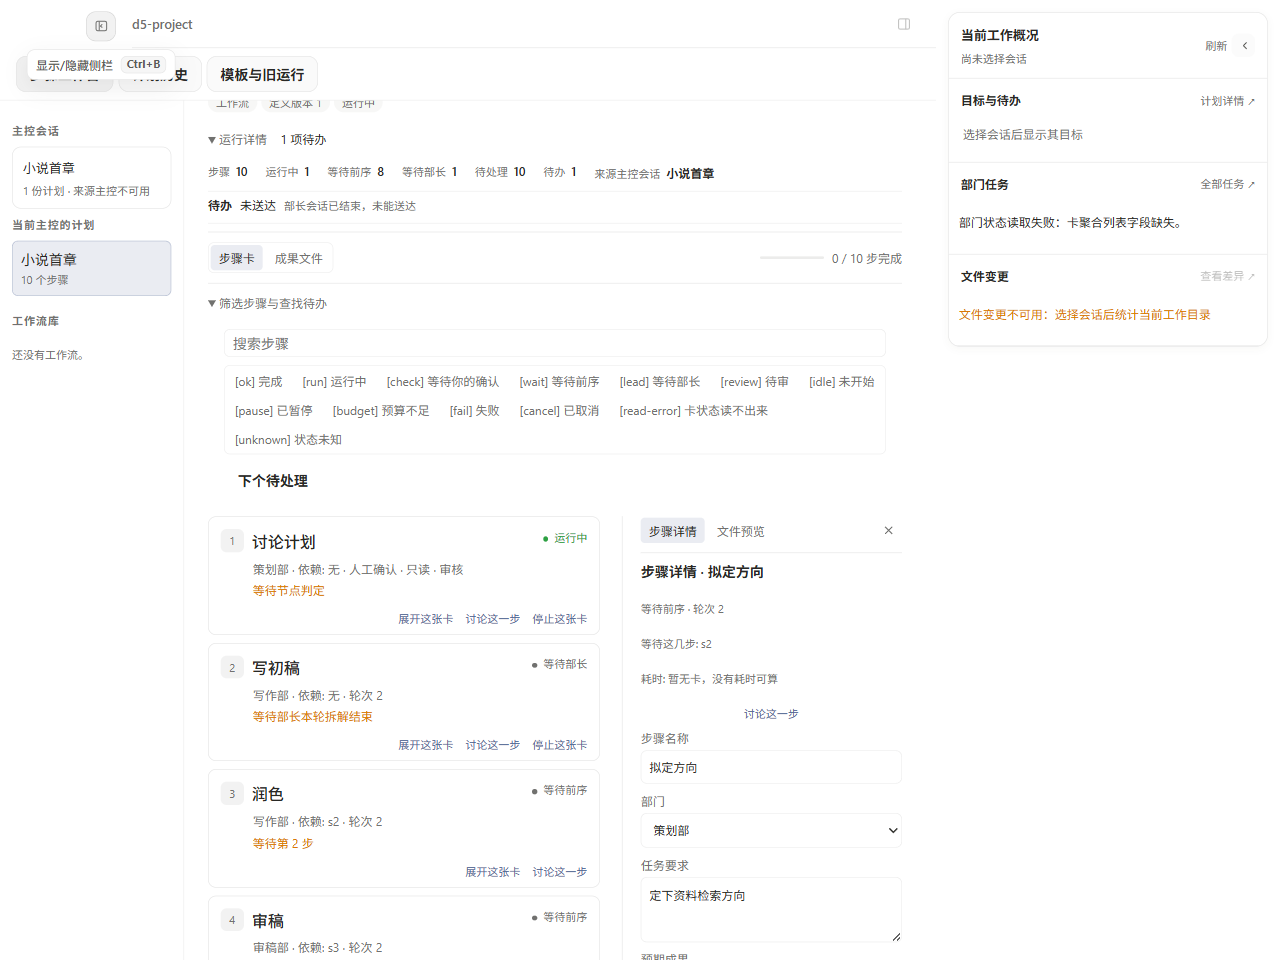 d5-project
显示/隐藏侧栏 Ctrl+B
模板与旧运行
主控会话
小说首章
1 份计划 · 来源主控不可用
当前主控的计划
小说首章
10 个步骤
工作流库
还没有工作流。
工作流 定义版本 1 运行中
▼运行详情 1 项待办
步骤 10 运行中 1 等待前序 8 等待部长 1 待处理 10 待办 1 来源主控会话 小说首章
待办 未送达 部长会话已结束，未能送达
步骤卡 成果文件 0 / 10 步完成
▼筛选步骤与查找待办
搜索步骤
[ok] 完成 [run] 运行中 [check] 等待你的确认 [wait] 等待前序 [lead] 等待部长 [review] 待审 [idle] 未开始
[pause] 已暂停 [budget] 预算不足 [fail] 失败 [cancel] 已取消 [read-error] 卡状态读不出来
[unknown] 状态未知
下个待处理
1 讨论计划 运行中
策划部 · 依赖: 无 · 人工确认 · 只读 · 审核
等待节点判定
展开这张卡 讨论这一步 停止这张卡
2 写初稿 等待部长
写作部 · 依赖: 无 · 轮次 2
等待部长本轮拆解结束
展开这张卡 讨论这一步 停止这张卡
3 润色 等待前序
写作部 · 依赖: s2 · 轮次 2
等待第 2 步
展开这张卡 讨论这一步
4 审稿 等待前序
审稿部 · 依赖: s3 · 轮次 2
步骤详情 文件预览 ×
步骤详情 · 拟定方向
等待前序 · 轮次 2
等待这几步: s2
耗时: 暂无卡，没有耗时可算
讨论这一步
步骤名称
拟定方向
部门
策划部
任务要求
定下资料检索方向
预期成果
当前工作概况
尚未选择会话
刷新
目标与待办 计划详情 ↗
选择会话后显示其目标
部门任务 全部任务 ↗
部门状态读取失败：卡聚合列表字段缺失。
文件变更 查看差异 ↗
文件变更不可用：选择会话后统计当前工作目录